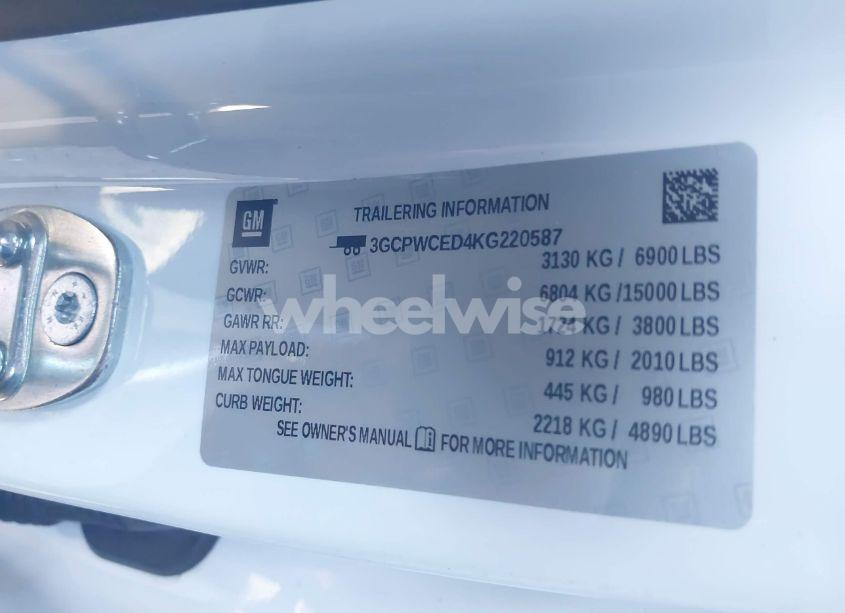 GM
TRAILERING INFORMATION
3GCPWCED4KG220587
GVWR: 3130 KG / 6900 LBS
GCWR: 6804 KG /15000 LBS
GAWR RR: 1724 KG / 3800 LBS
MAX PAYLOAD: 912 KG / 2010 LBS
MAX TONGUE WEIGHT: 445 KG / 980 LBS
CURB WEIGHT: 2218 KG / 4890 LBS
SEE OWNER'S MANUAL FOR MORE INFORMATION
wheelwise